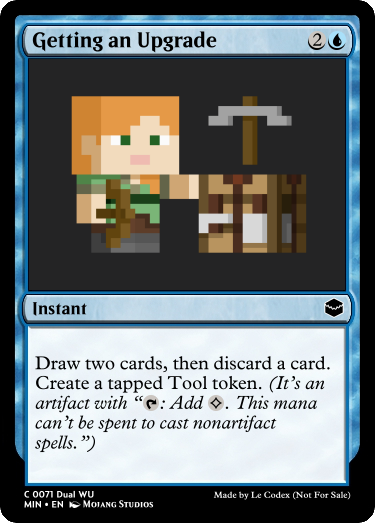 Getting an Upgrade 2
Instant
Draw two cards, then discard a card.
Create a tapped Tool token. (It's an
artifact with “: Add . This mana
can't be spent to cast nonartifact
spells.”)
C 0071 Dual WU
MIN • EN Mojang Studios
Made by Le Codex (Not For Sale)